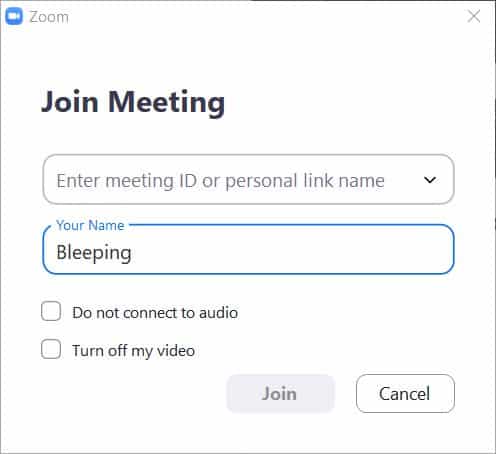 Zoom
Join Meeting
Enter meeting ID or personal link name
Your Name
Bleeping
Do not connect to audio
Turn off my video
Join Cancel